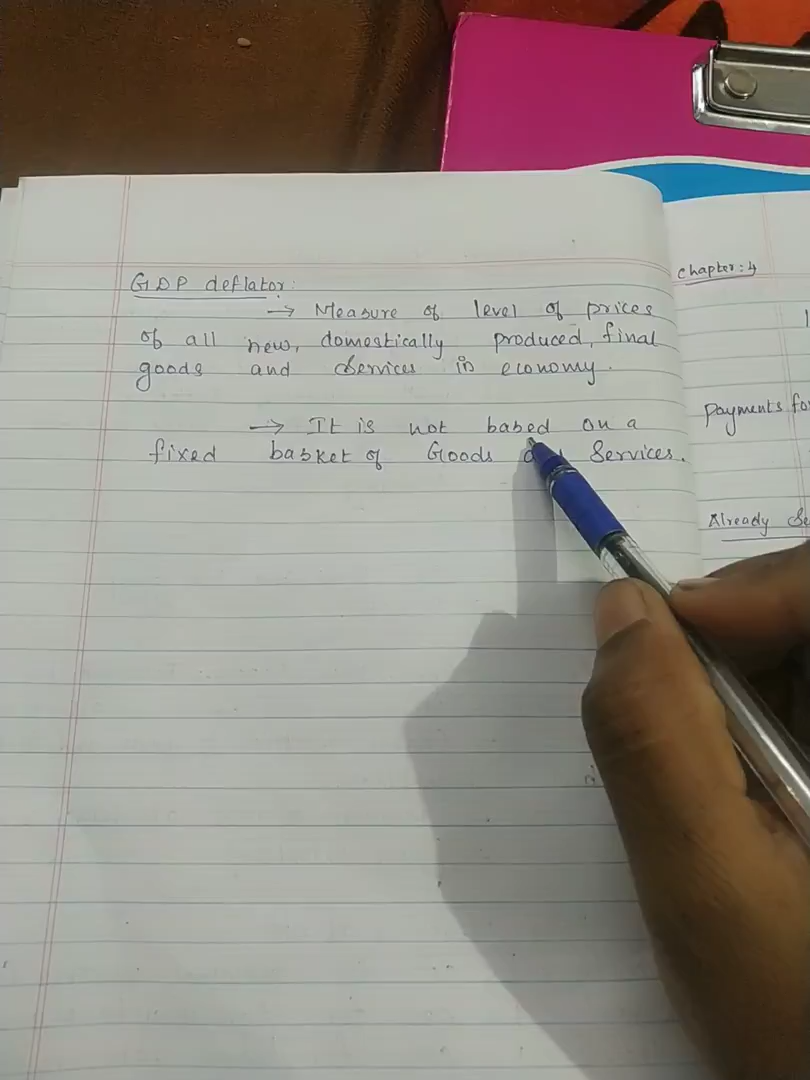 GDP deflator:
→ Measure of level of prices
of all new, domestically produced, final
goods and services in economy.
→ It is not based on a
fixed basket of Goods Services.
chapter: 4
payments
Already